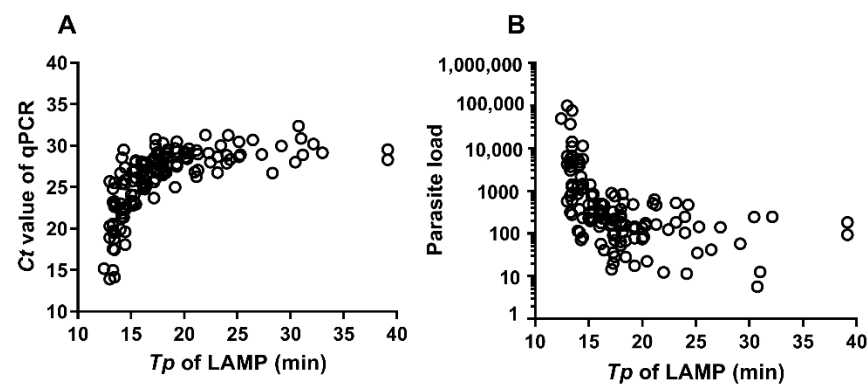 A
Ct value of qPCR
40
35
30
25
20
15
10
10 15 20 25 30 35 40
Tp of LAMP (min)
B
Parasite load
1,000,000
100,000
10,000
1000
100
10
1
10 15 20 25 30 35 40
Tp of LAMP (min)